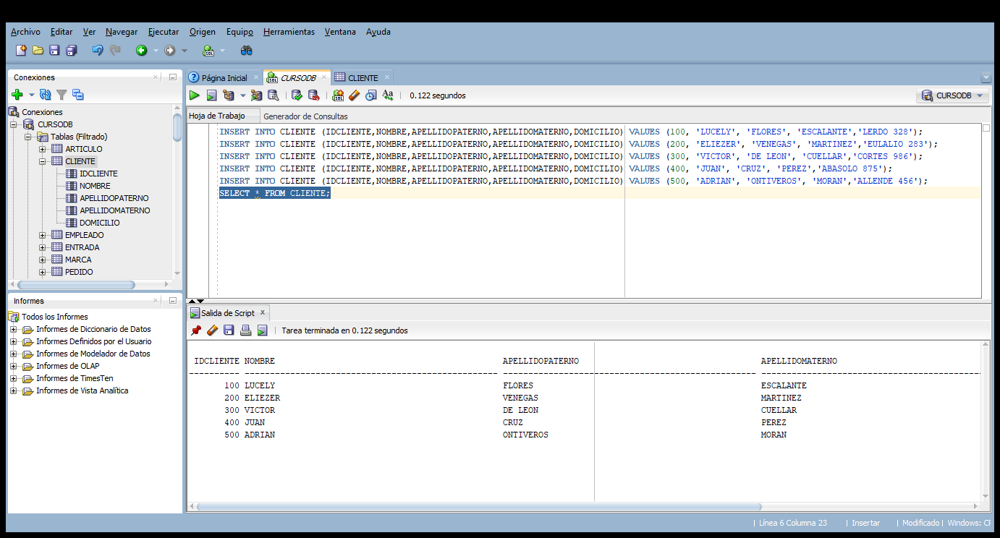 Archivo Editar Ver Navegar Ejecutar Origen Equipo Herramientas Ventana Ayuda
Conexiones
Conexiones
CURSODB
Tablas (Filtrado)
ARTICULO
CLIENTE
IDCLIENTE
NOMBRE
APELLIDOPATERNO
APELLIDOMATERNO
DOMICILIO
EMPLEADO
ENTRADA
MARCA
PEDIDO
Informes
Todos los Informes
Informes de Diccionario de Datos
Informes Definidos por el Usuario
Informes de Modelador de Datos
Informes de OLAP
Informes de TimesTen
Informes de Vista Analítica
Página Inicial CURSODB CLIENTE
0.122 segundos CURSODB
Hoja de Trabajo Generador de Consultas
INSERT INTO CLIENTE (IDCLIENTE,NOMBRE,APELLIDOPATERNO,APELLIDOMATERNO,DOMICILIO) VALUES (100, 'LUCELY', 'FLORES', 'ESCALANTE','LERDO 328');
INSERT INTO CLIENTE (IDCLIENTE,NOMBRE,APELLIDOPATERNO,APELLIDOMATERNO,DOMICILIO) VALUES (200, 'ELIEZER', 'VENEGAS', 'MARTINEZ','EULALIO 283');
INSERT INTO CLIENTE (IDCLIENTE,NOMBRE,APELLIDOPATERNO,APELLIDOMATERNO,DOMICILIO) VALUES (300, 'VICTOR', 'DE LEON', 'CUELLAR','CORTES 986');
INSERT INTO CLIENTE (IDCLIENTE,NOMBRE,APELLIDOPATERNO,APELLIDOMATERNO,DOMICILIO) VALUES (400, 'JUAN', 'CRUZ', 'PEREZ','ABASOLO 875');
INSERT INTO CLIENTE (IDCLIENTE,NOMBRE,APELLIDOPATERNO,APELLIDOMATERNO,DOMICILIO) VALUES (500, 'ADRIAN', 'ONTIVEROS', 'MORAN','ALLENDE 456');
SELECT * FROM CLIENTE;
Salida de Script
Tarea terminada en 0.122 segundos
IDCLIENTE NOMBRE APELLIDOPATERNO APELLIDOMATERNO
100 LUCELY FLORES ESCALANTE
200 ELIEZER VENEGAS MARTINEZ
300 VICTOR DE LEON CUELLAR
400 JUAN CRUZ PEREZ
500 ADRIAN ONTIVEROS MORAN
| Línea 6 Columna 23 | Insertar | Modificado | Windows: